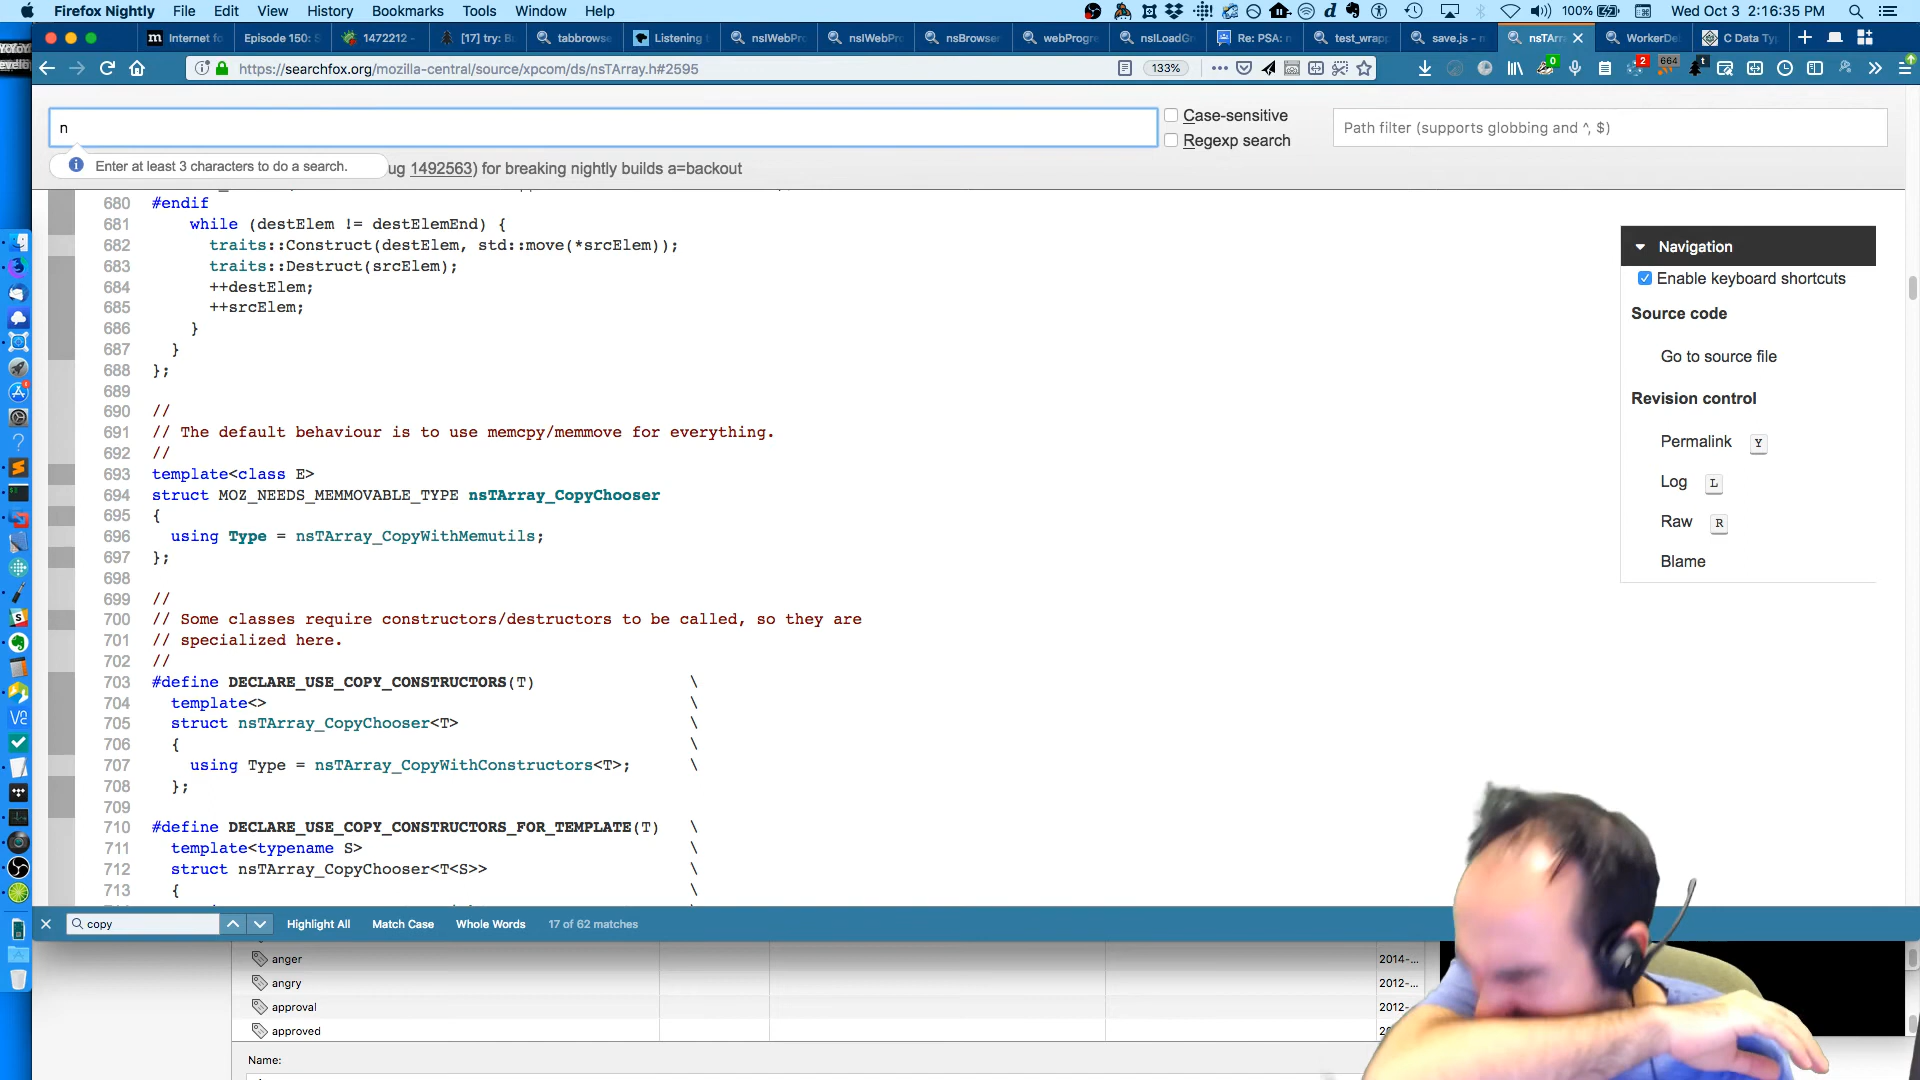 Firefox Nightly File Edit View History Bookmarks Tools Window Help 100% Wed Oct 3 2:16:35 PM
Internet fo Episode 150: 1472212 - [17] try: B tabbrowse Listening nsIWebPr nsIWebPro nsBrowser webProgre nsILoadGr Re: PSA: n test_wrapp save.js - n nsTArr WorkerDe C Data Ty
https://searchfox.org/mozilla-central/source/xpcom/ds/nsTArray.h#2595 133% 0 2 664 t
n
Case-sensitive
Regexp search
Path filter (supports globbing and ^, $)
Enter at least 3 characters to do a search.
ug 1492563) for breaking nightly builds a=backout
680 #endif
681 while (destElem != destElemEnd) {
682 traits::Construct(destElem, std::move(*srcElem));
683 traits::Destruct(srcElem);
684 ++destElem;
685 ++srcElem;
686 }
687 }
688 };
689
690 //
691 // The default behaviour is to use memcpy/memmove for everything.
692 //
693 template<class E>
694 struct MOZ_NEEDS_MEMMOVABLE_TYPE nsTArray_CopyChooser
695 {
696 using Type = nsTArray_CopyWithMemutils;
697 };
698
699 //
700 // Some classes require constructors/destructors to be called, so they are
701 // specialized here.
702 //
703 #define DECLARE_USE_COPY_CONSTRUCTORS(T) \
704 template<> \
705 struct nsTArray_CopyChooser<T> \
706 { \
707 using Type = nsTArray_CopyWithConstructors<T>; \
708 };
709
710 #define DECLARE_USE_COPY_CONSTRUCTORS_FOR_TEMPLATE(T) \
711 template<typename S> \
712 struct nsTArray_CopyChooser<T<S>> \
713 { \
Navigation
Enable keyboard shortcuts
Source code
Go to source file
Revision control
Permalink Y
Log L
Raw R
Blame
copy Highlight All Match Case Whole Words 17 of 62 matches
anger 2014-...
angry 2012-...
approval 2012-...
approved
Name: